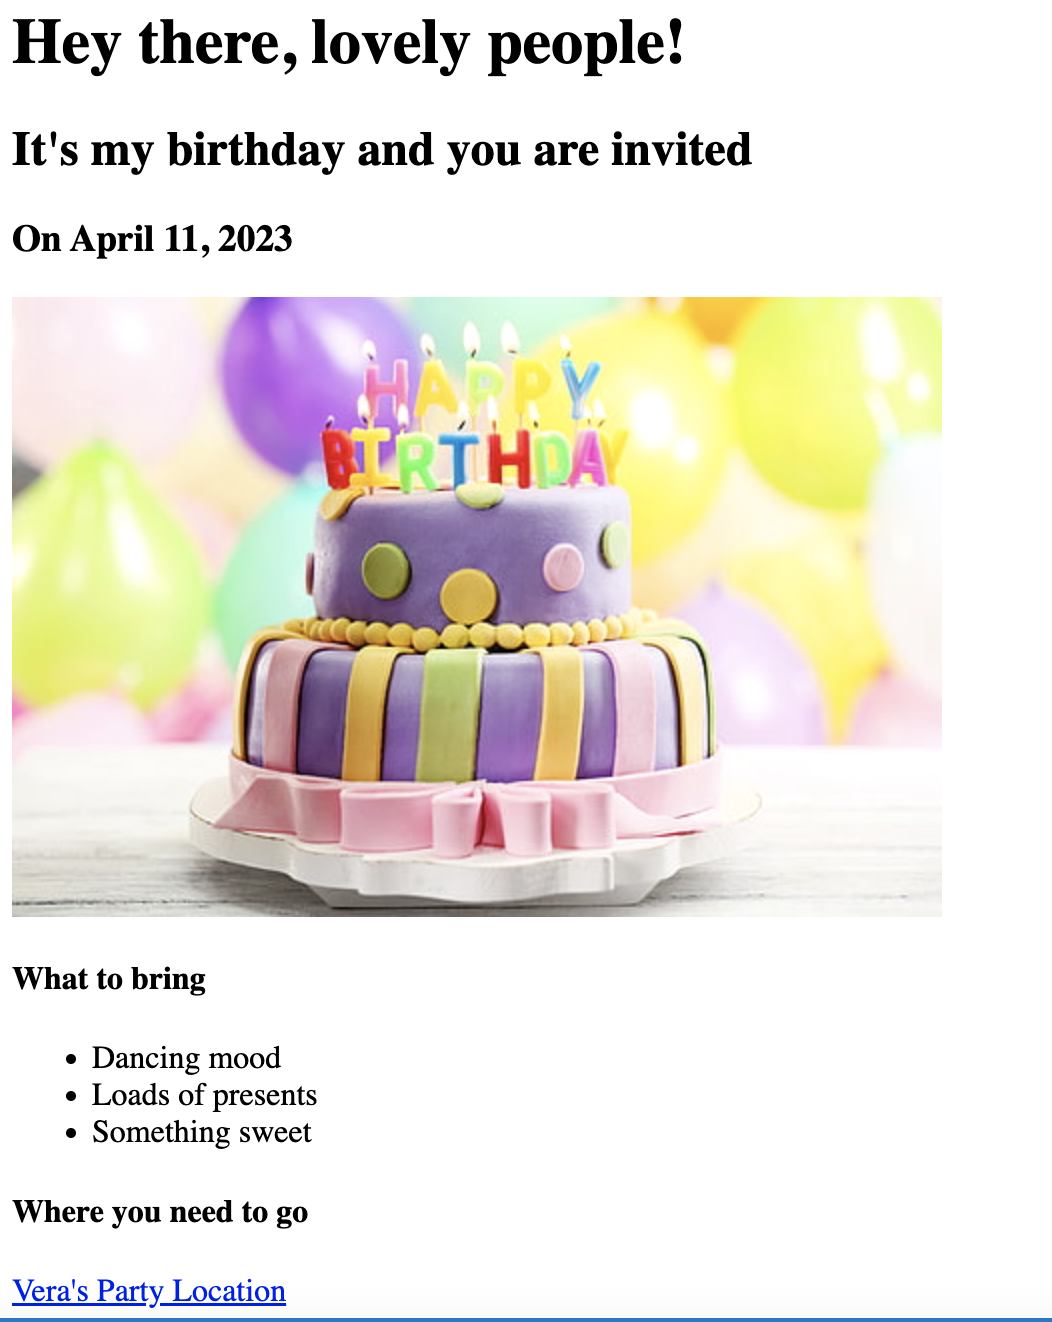 Hey there, lovely people!
It's my birthday and you are invited
On April 11, 2023
HAPPY
BIRTHDAY
What to bring
Dancing mood
Loads of presents
Something sweet
Where you need to go
Vera's Party Location